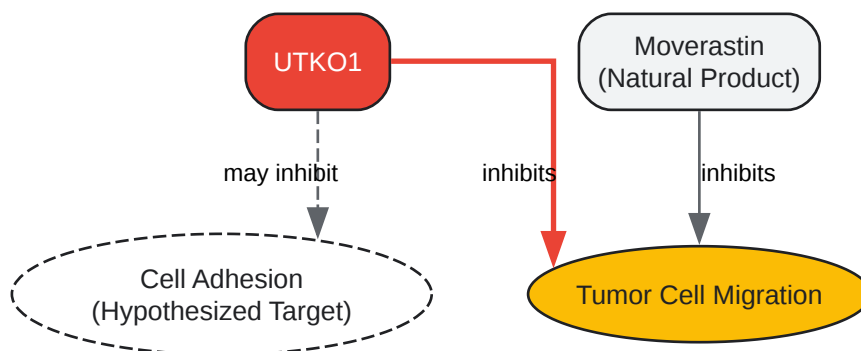 UTKO1
Moverastin
(Natural Product)
may inhibit
inhibits
inhibits
Cell Adhesion
(Hypothesized Target)
Tumor Cell Migration